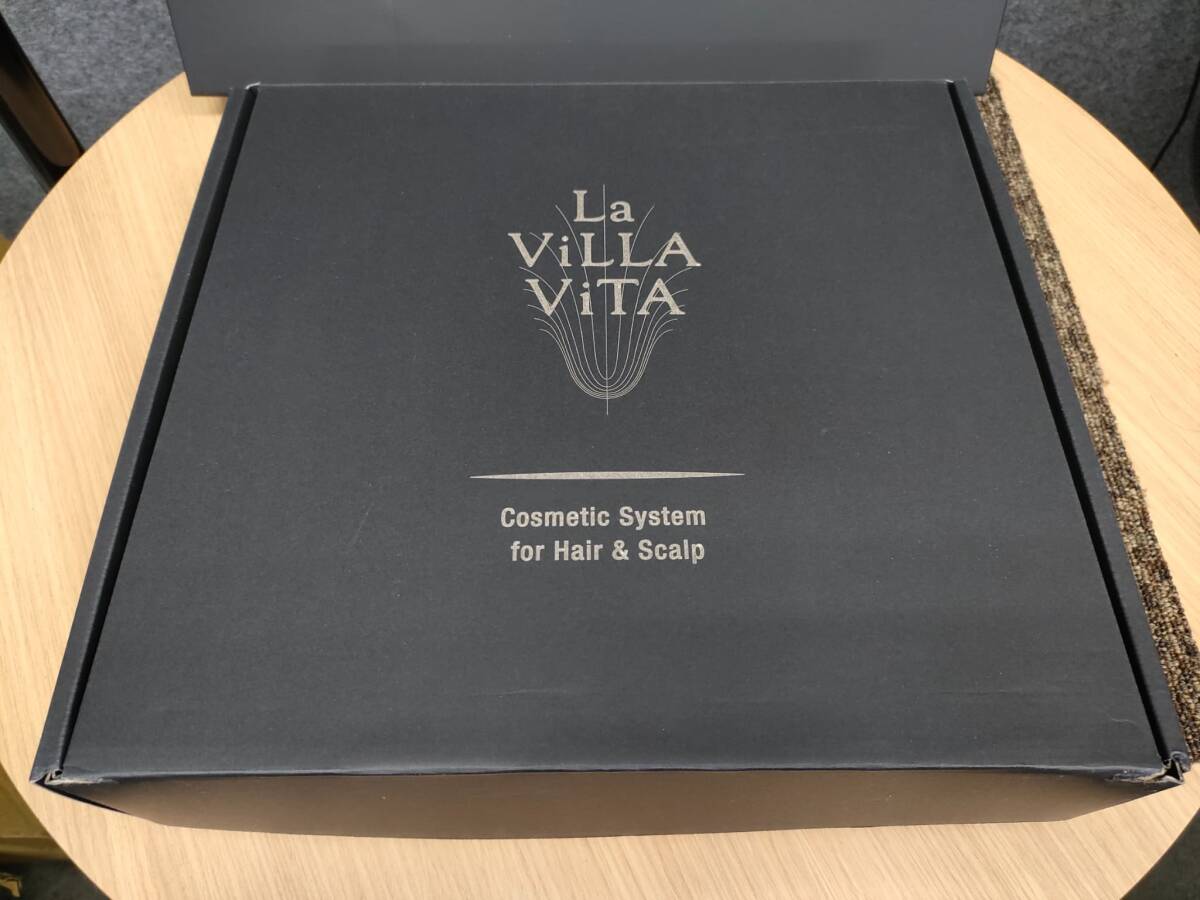 La
ViLLA
ViTA
Cosmetic System
for Hair & Scalp